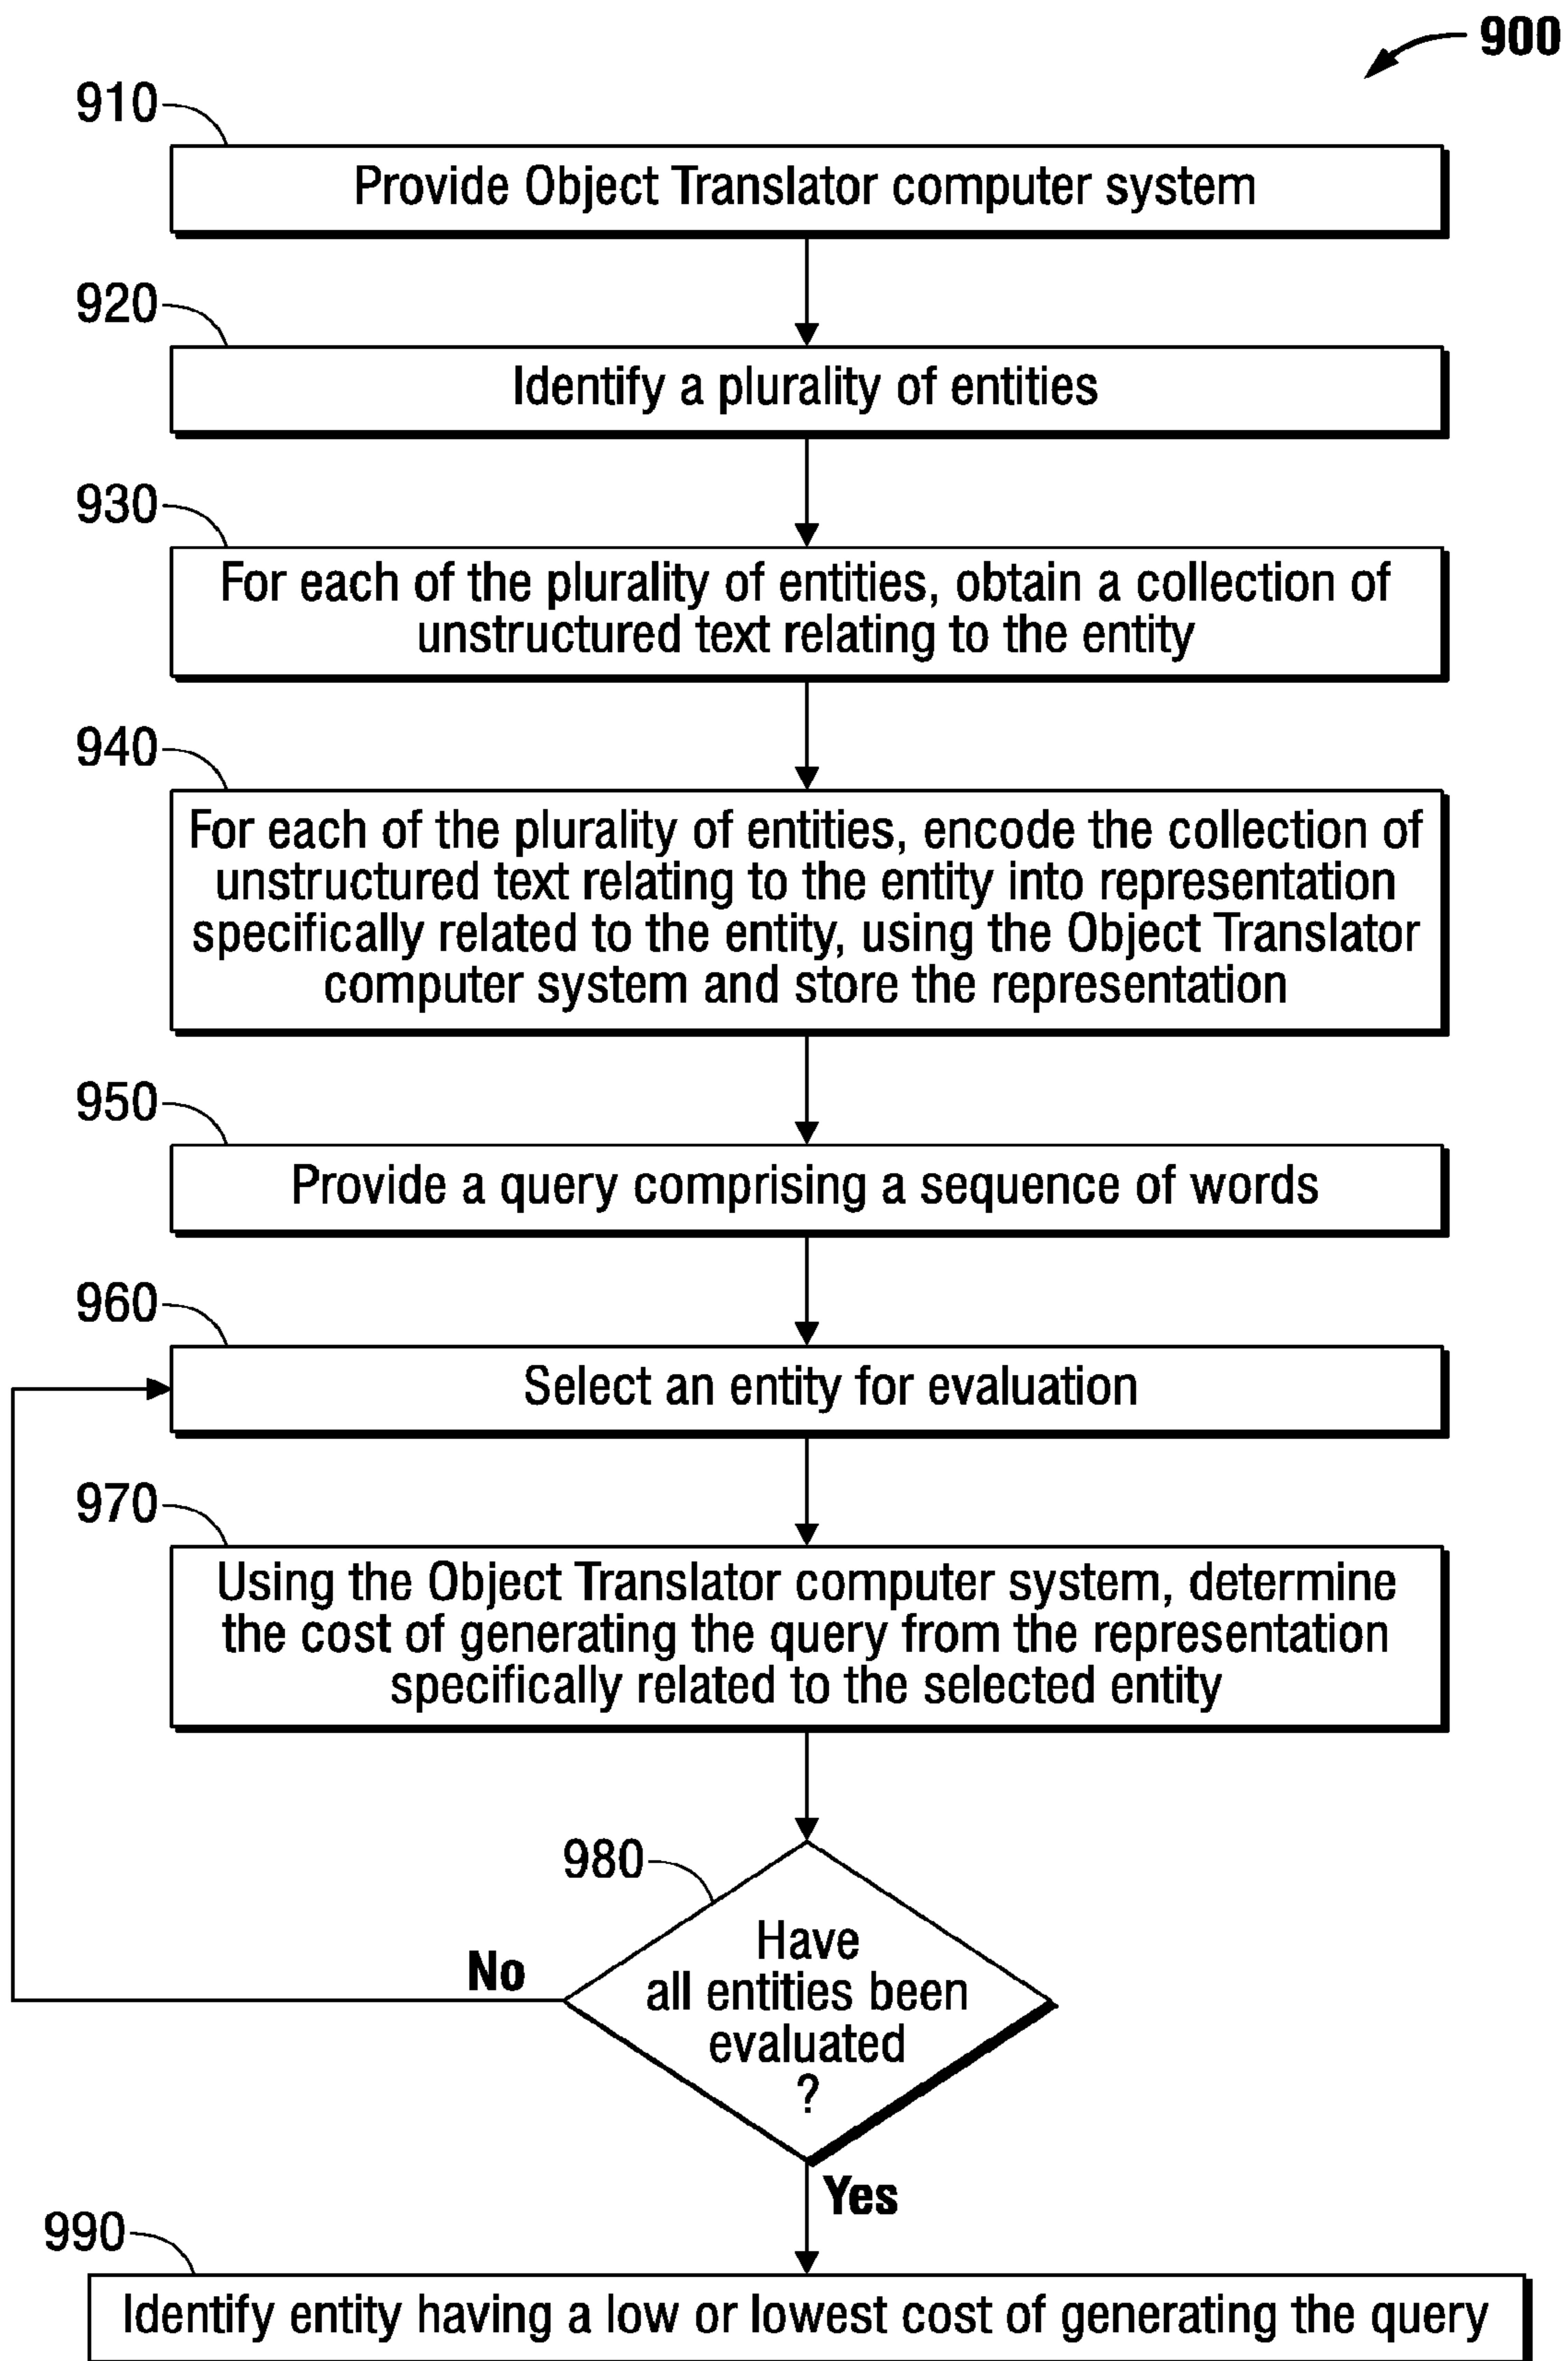 900
910
Provide Object Translator computer system
920
Identify a plurality of entities
930
For each of the plurality of entities, obtain a collection of
unstructured text relating to the entity
940
For each of the plurality of entities, encode the collection of
unstructured text relating to the entity into representation
specifically related to the entity, using the Object Translator
computer system and store the representation
950
Provide a query comprising a sequence of words
960
Select an entity for evaluation
970
Using the Object Translator computer system, determine
the cost of generating the query from the representation
specifically related to the selected entity
980
Have
all entities been
evaluated
?
No
Yes
990
Identify entity having a low or lowest cost of generating the query